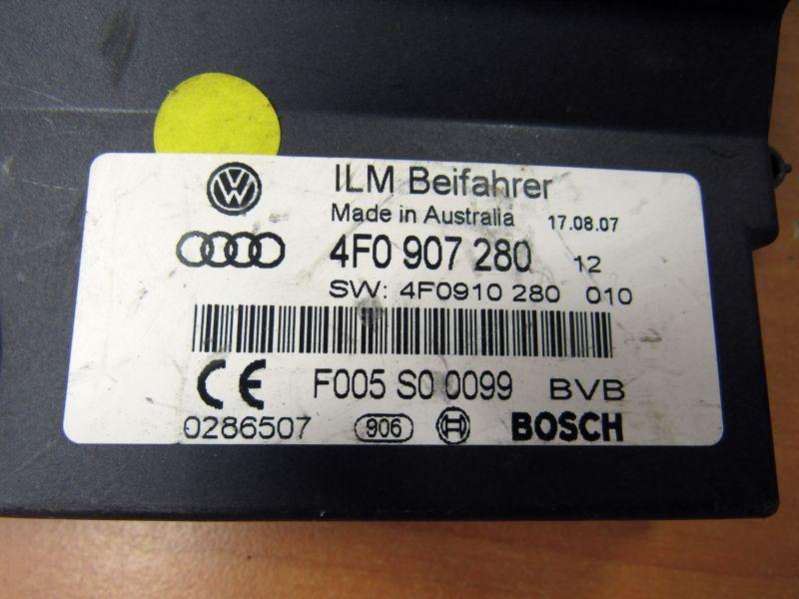 ILM Beifahrer
Made in Australia 17.08.07
4F0 907 280 12
SW: 4F0910 280 010
CE F005 S0 0099 BVB
0286507 906 BOSCH